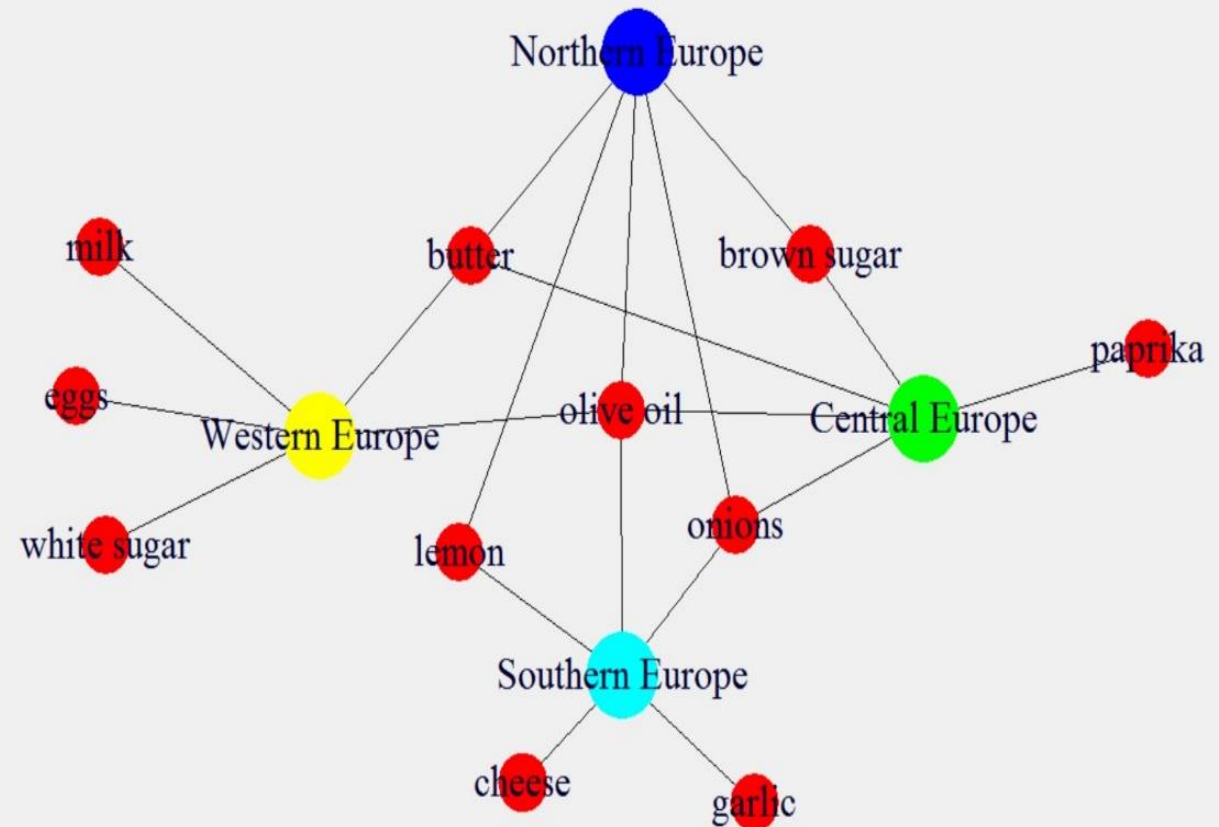 Northern Europe
milk
butter
brown sugar
paprika
eggs
olive oil
Central Europe
Western Europe
onions
white sugar
lemon
Southern Europe
cheese
garlic